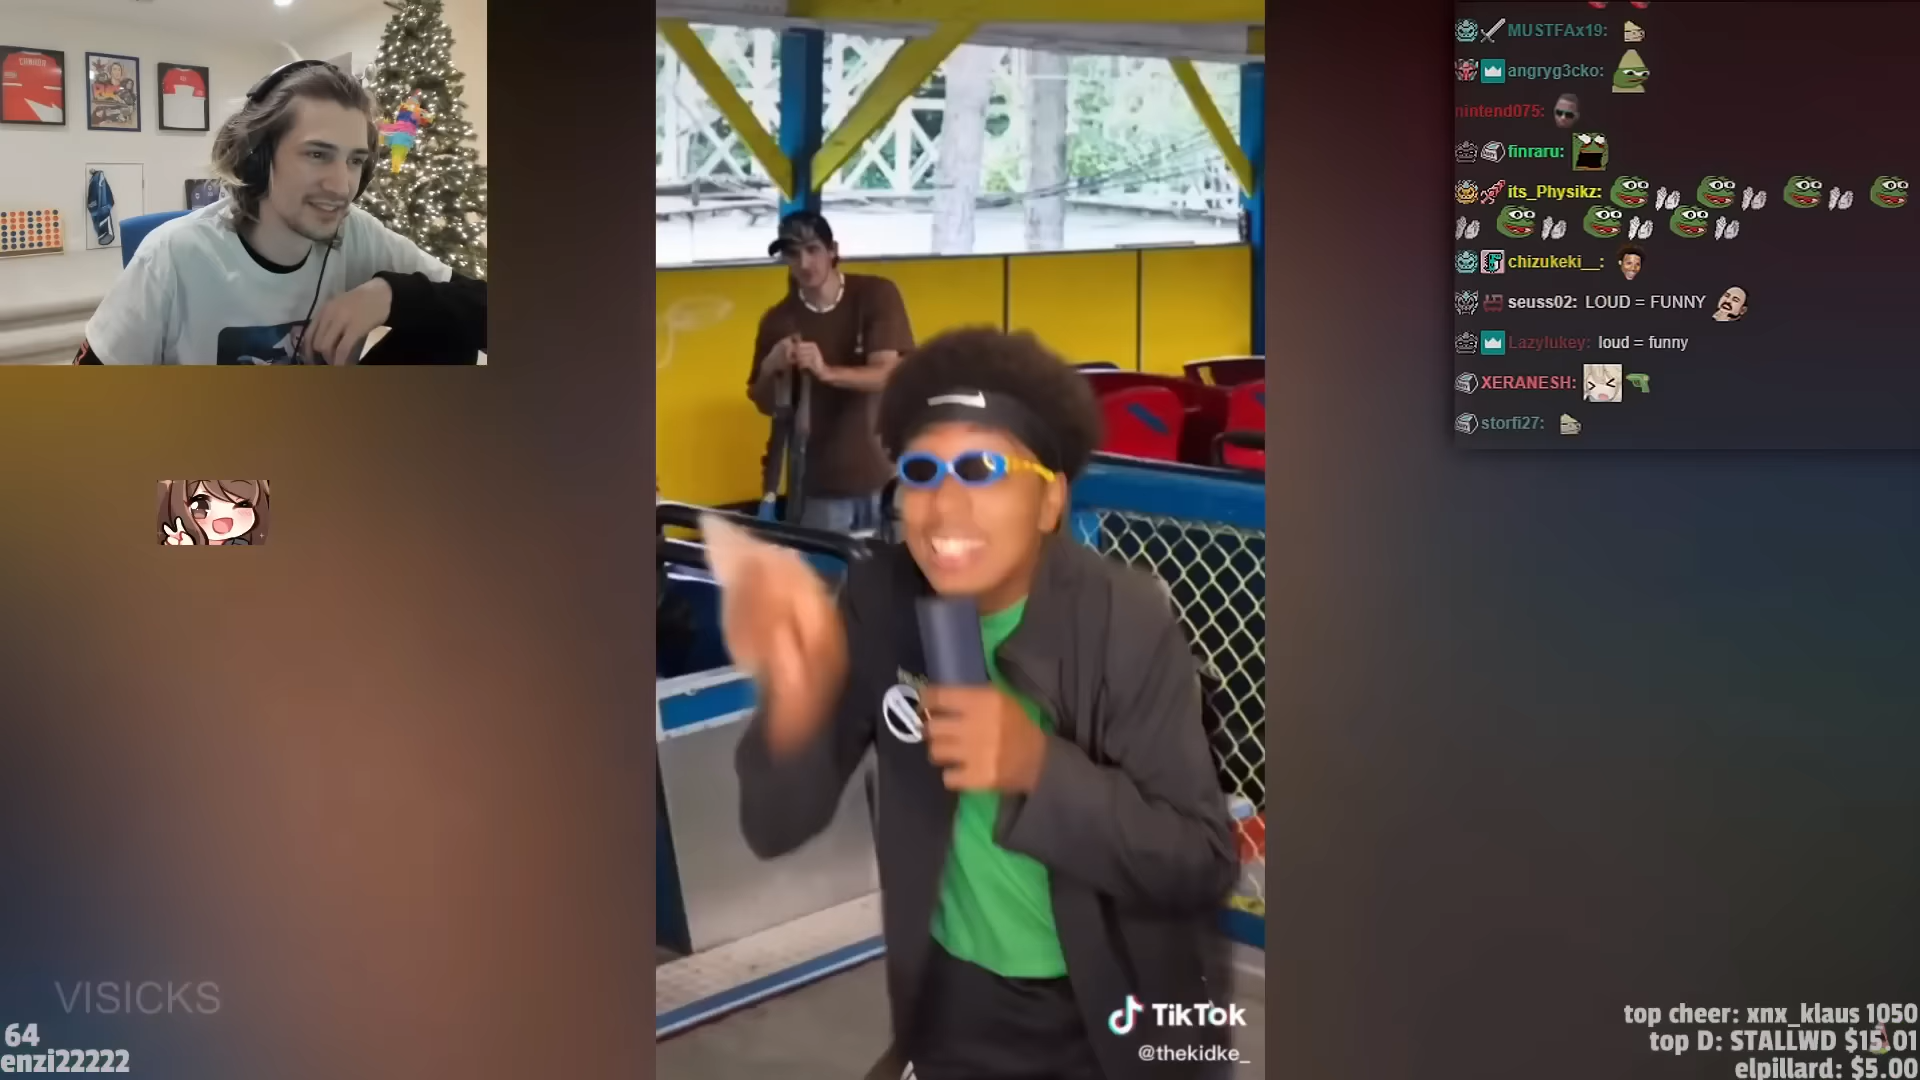 CANADA
MUSTFAx19:
angryg3cko:
nintend075:
finraru:
its_Physikz:
chizukeki__:
seuss02: LOUD = FUNNY
Lazylukey: loud = funny
XERANESH:
storfi27:
VISICKS
64
enzi22222
TikTok
@thekidke_
top cheer: xnx_klaus 1050
top D: STALLWD $15.01
elpillard: $5.00